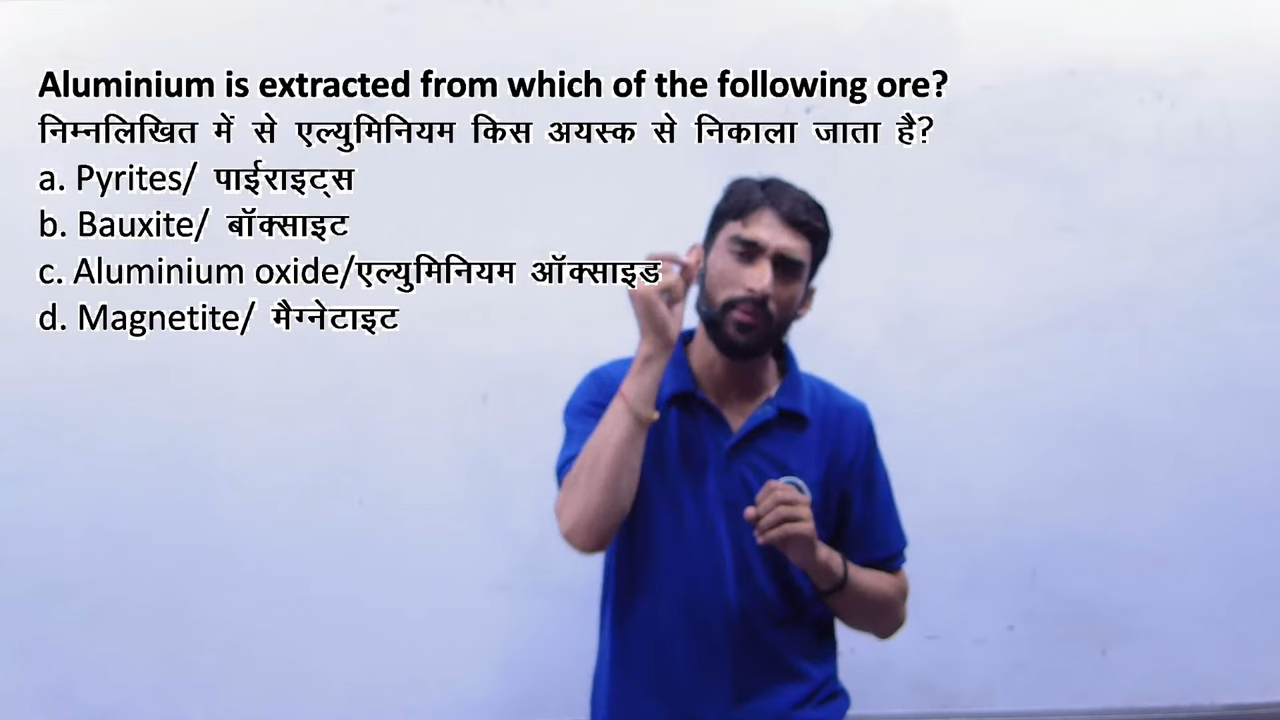 Aluminium is extracted from which of the following ore?
निम्नलिखित में से एल्युमिनियम किस अयस्क से निकाला जाता है?
a. Pyrites/ पाईराइट्स
b. Bauxite/ बॉक्साइट
c. Aluminium oxide/एल्युमिनियम ऑक्साइड
d. Magnetite/ मैग्नेटाइट